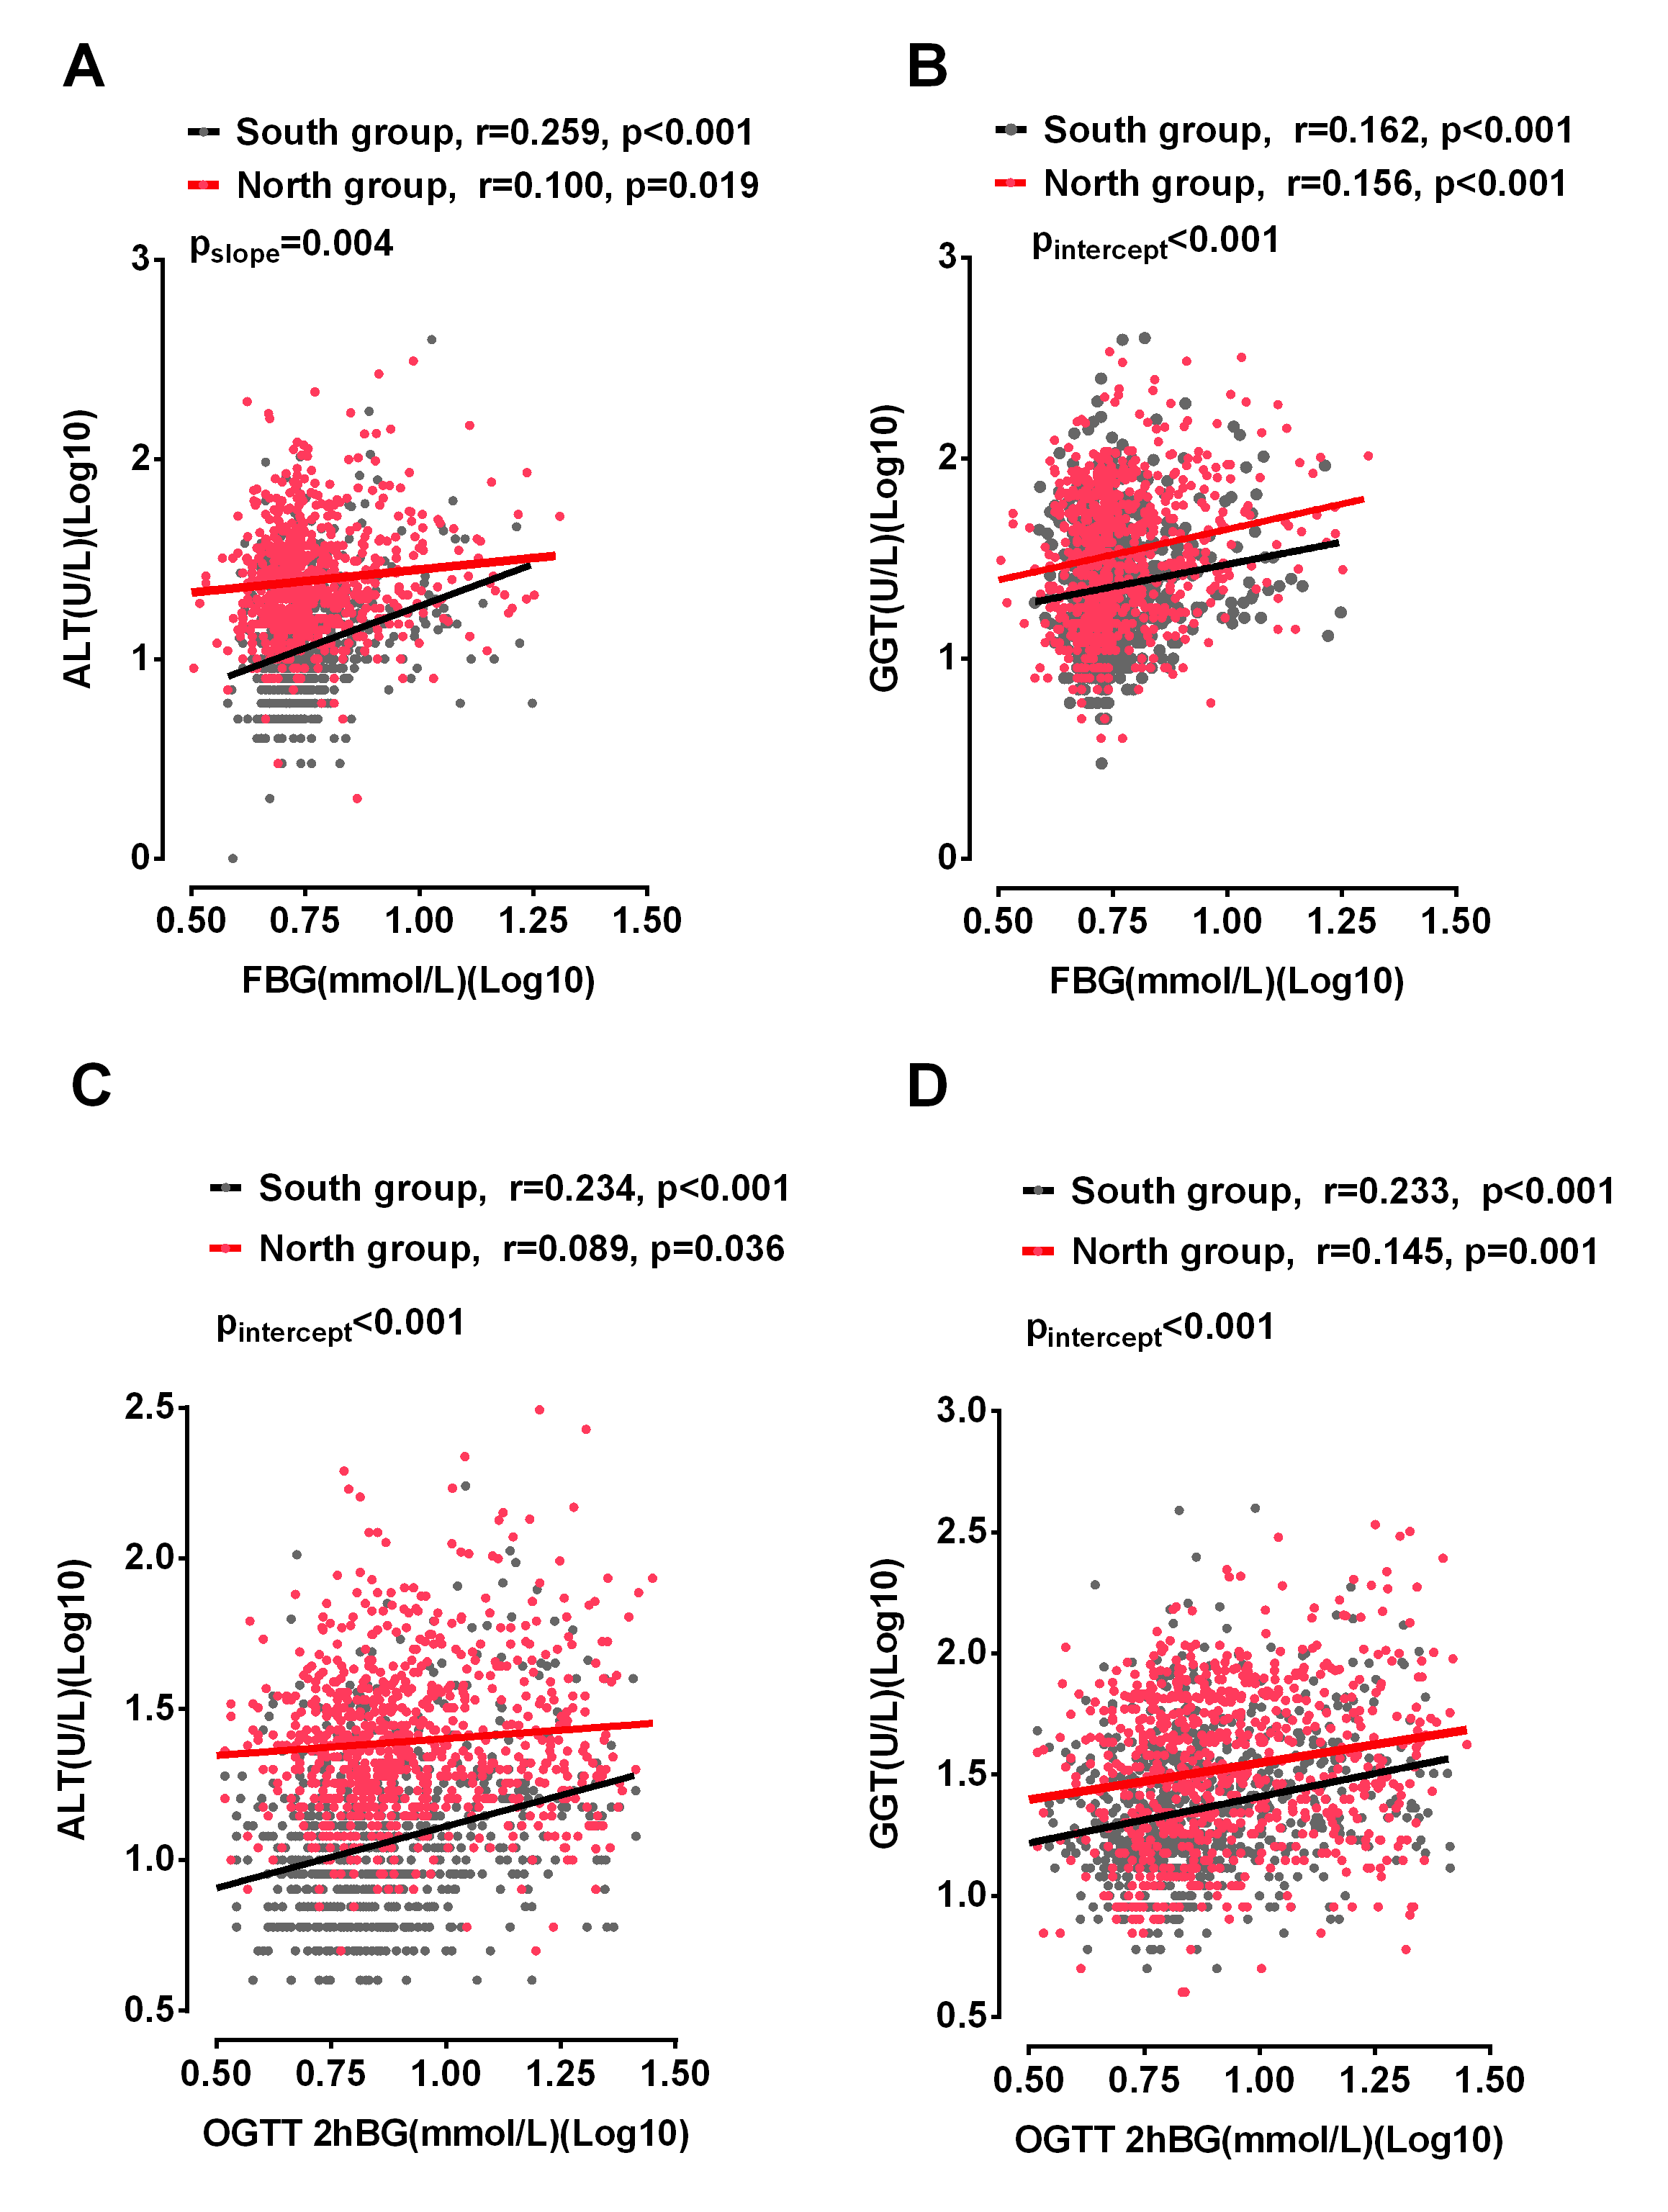 A
South group, r=0.259, p<0.001
North group, r=0.100, p=0.019
pslope=0.004
3
2
1
0
ALT(U/L)(Log10)
0.50 0.75 1.00 1.25 1.50
FBG(mmol/L)(Log10)
B
South group, r=0.162, p<0.001
North group, r=0.156, p<0.001
pintercept<0.001
3
2
1
0
GGT(U/L)(Log10)
0.50 0.75 1.00 1.25 1.50
FBG(mmol/L)(Log10)
C
South group, r=0.234, p<0.001
North group, r=0.089, p=0.036
pintercept<0.001
2.5
2.0
1.5
1.0
0.5
ALT(U/L)(Log10)
0.50 0.75 1.00 1.25 1.50
OGTT 2hBG(mmol/L)(Log10)
D
South group, r=0.233, p<0.001
North group, r=0.145, p=0.001
pintercept<0.001
3.0
2.5
2.0
1.5
1.0
0.5
GGT(U/L)(Log10)
0.50 0.75 1.00 1.25 1.50
OGTT 2hBG(mmol/L)(Log10)